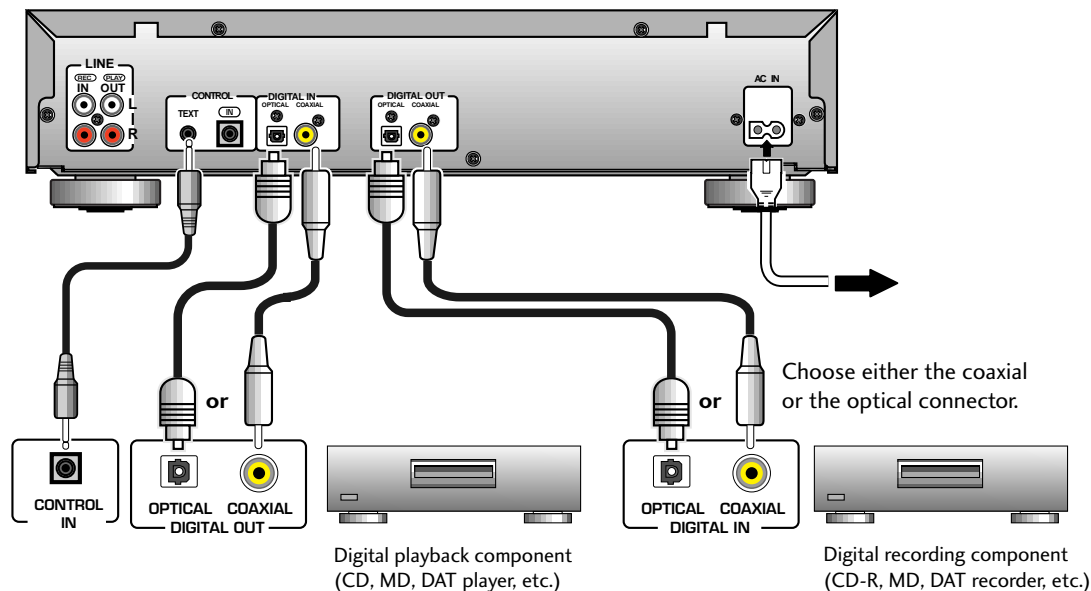 LINE
REC PLAY
IN OUT
L
R
CONTROL
TEXT IN
DIGITAL IN
OPTICAL COAXIAL
DIGITAL OUT
OPTICAL COAXIAL
AC IN
or
or
Choose either the coaxial
or the optical connector.
CONTROL
IN
OPTICAL COAXIAL
DIGITAL OUT
OPTICAL COAXIAL
DIGITAL IN
Digital playback component
(CD, MD, DAT player, etc.)
Digital recording component
(CD-R, MD, DAT recorder, etc.)